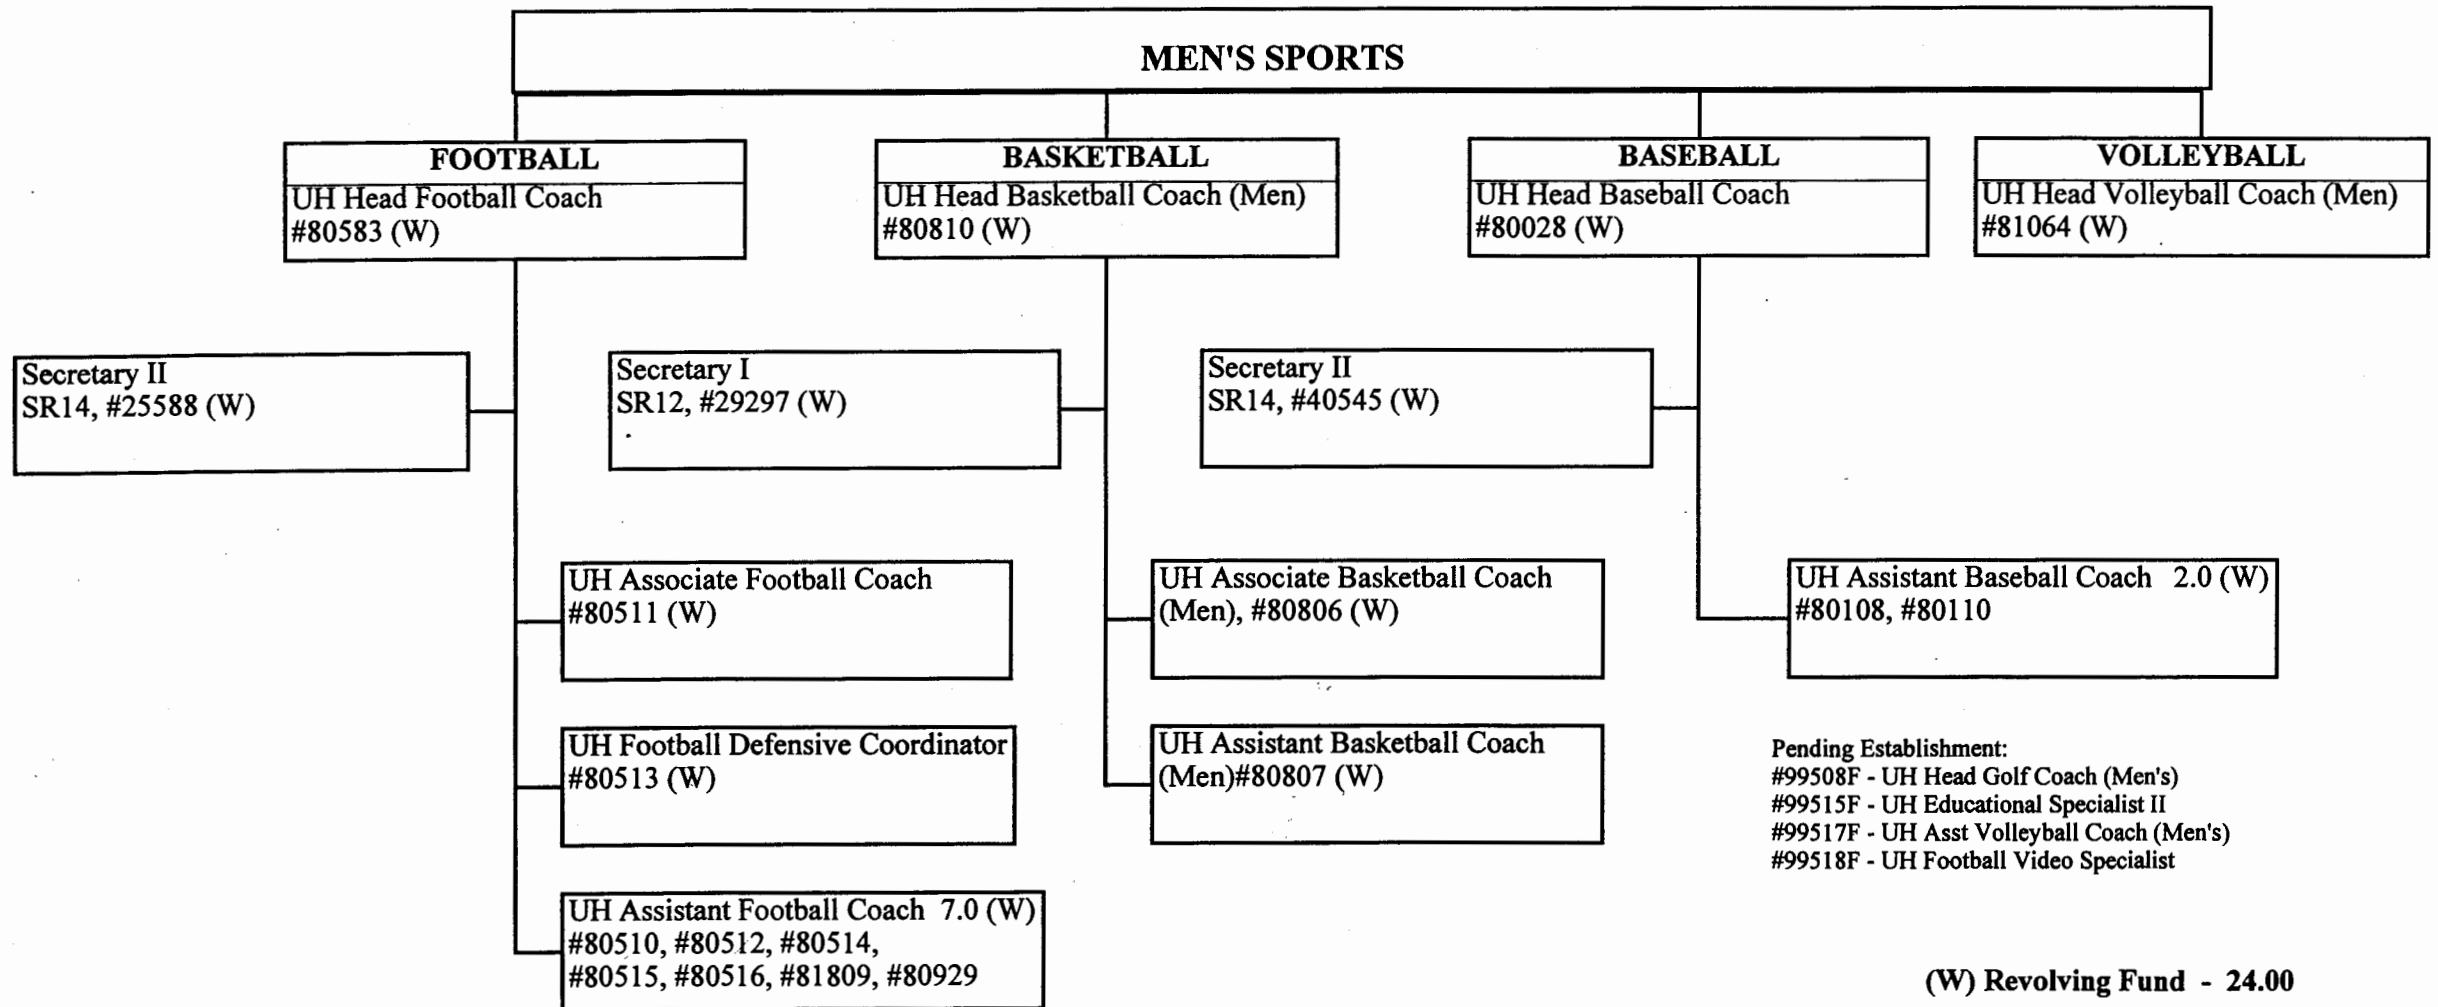 MEN'S SPORTS
FOOTBALL
UH Head Football Coach
#80583 (W)
BASKETBALL
UH Head Basketball Coach (Men)
#80810 (W)
BASEBALL
UH Head Baseball Coach
#80028 (W)
VOLLEYBALL
UH Head Volleyball Coach (Men)
#81064 (W)
Secretary II
SR14, #25588 (W)
Secretary I
SR12, #29297 (W)
Secretary II
SR14, #40545 (W)
UH Associate Football Coach
#80511 (W)
UH Associate Basketball Coach
(Men), #80806 (W)
UH Assistant Baseball Coach 2.0 (W)
#80108, #80110
UH Football Defensive Coordinator
#80513 (W)
UH Assistant Basketball Coach
(Men)#80807 (W)
UH Assistant Football Coach 7.0 (W)
#80510, #80512, #80514,
#80515, #80516, #81809, #80929
Pending Establishment:
#99508F - UH Head Golf Coach (Men's)
#99515F - UH Educational Specialist II
#99517F - UH Asst Volleyball Coach (Men's)
#99518F - UH Football Video Specialist
(W) Revolving Fund - 24.00